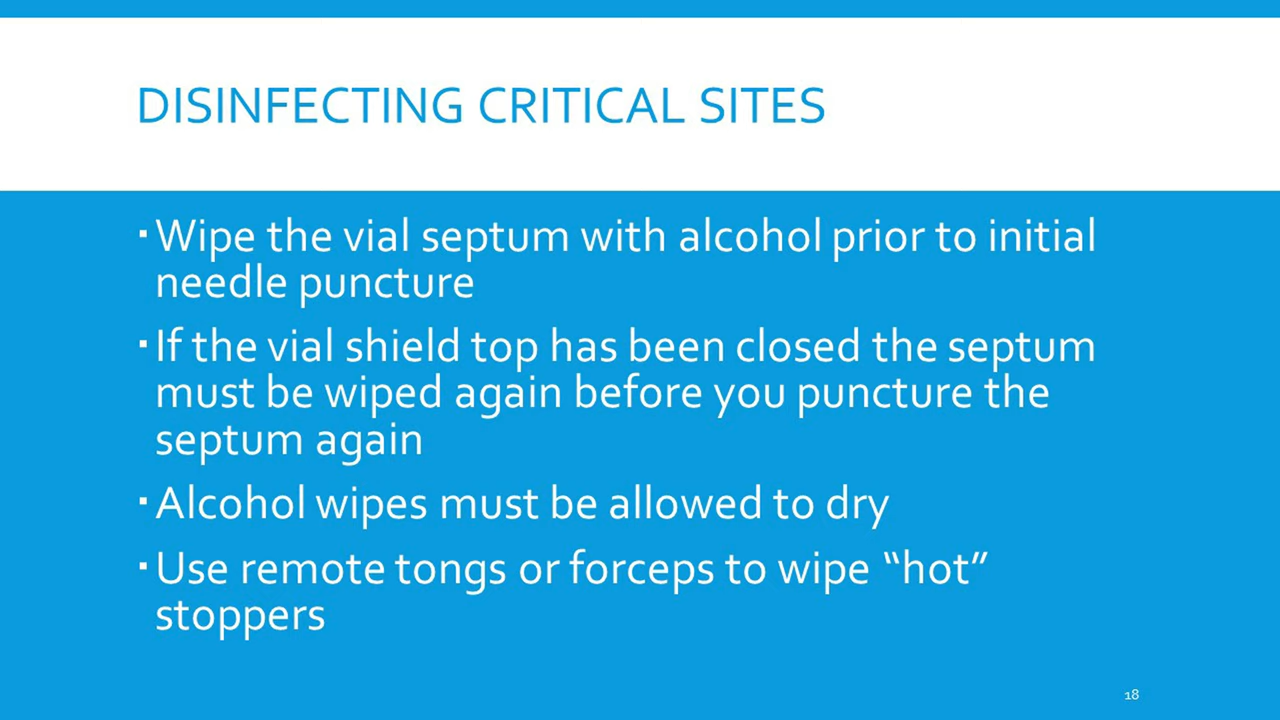 DISINFECTING CRITICAL SITES
▪Wipe the vial septum with alcohol prior to initial
needle puncture
▪If the vial shield top has been closed the septum
must be wiped again before you puncture the
septum again
▪Alcohol wipes must be allowed to dry
▪Use remote tongs or forceps to wipe “hot”
stoppers
18